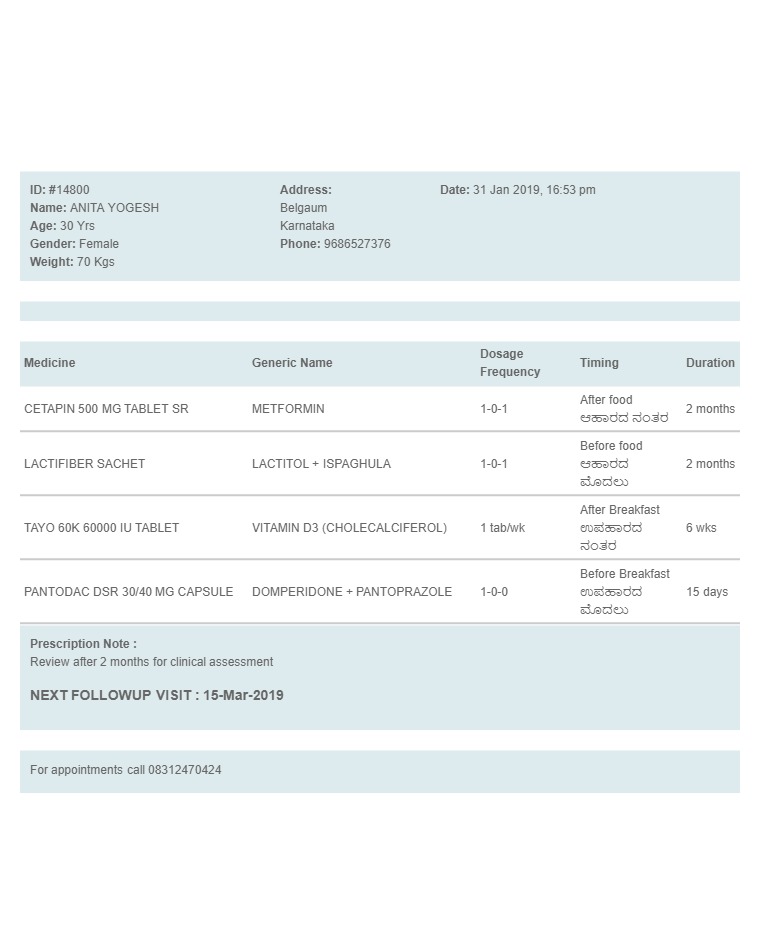 ID: #14800
Name: ANITA YOGESH
Age: 30 Yrs
Gender: Female
Weight: 70 Kgs
Address:
Belgaum
Karnataka
Phone: 9686527376
Date: 31 Jan 2019, 16:53 pm
Medicine Generic Name Dosage Frequency Timing Duration
CETAPIN 500 MG TABLET SR METFORMIN 1-0-1 After food 2 months
ಆಹಾರದ ನಂತರ
LACTIFIBER SACHET LACTITOL + ISPAGHULA 1-0-1 Before food 2 months
ಆಹಾರದ
ಮೊದಲು
TAYO 60K 60000 IU TABLET VITAMIN D3 (CHOLECALCIFEROL) 1 tab/wk After Breakfast 6 wks
ಉಪಹಾರದ
ನಂತರ
PANTODAC DSR 30/40 MG CAPSULE DOMPERIDONE + PANTOPRAZOLE 1-0-0 Before Breakfast 15 days
ಉಪಹಾರದ
ಮೊದಲು
Prescription Note :
Review after 2 months for clinical assessment
NEXT FOLLOWUP VISIT : 15-Mar-2019
For appointments call 08312470424